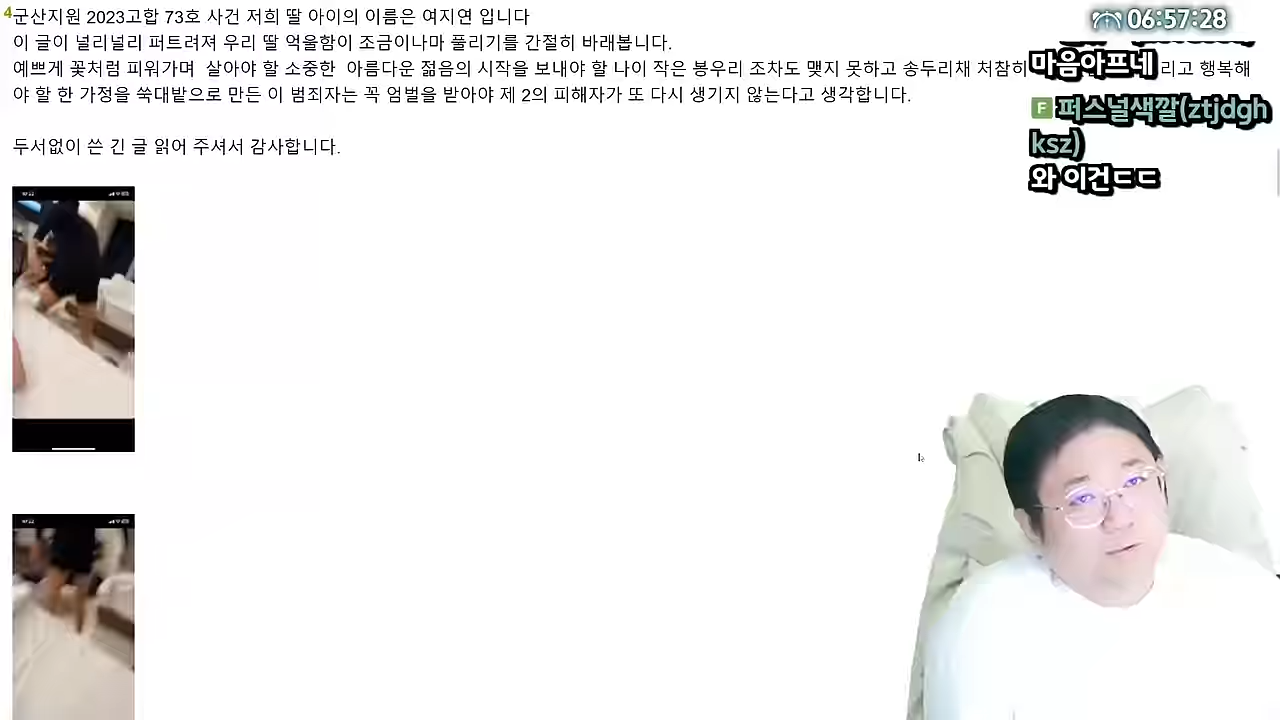 4
군산지원 2023고합 73호 사건 저희 딸 아이의 이름은 여지연 입니다
이 글이 널리널리 퍼트려져 우리 딸 억울함이 조금이나마 풀리기를 간절히 바래봅니다.
예쁘게 꽃처럼 피워가며 살아야 할 소중한 아름다운 젊음의 시작을 보내야 할 나이 작은 봉우리 조차도 맺지 못하고 송두리채 처참히 리고 행복해
야 할 한 가정을 쑥대밭으로 만든 이 범죄자는 꼭 엄벌을 받아야 제 2의 피해자가 또 다시 생기지 않는다고 생각합니다.
두서없이 쓴 긴 글 읽어 주셔서 감사합니다.
06:57:28
마음아프네
F 퍼스널색깔(ztjdgh
ksz)
와 이건ㄷㄷ